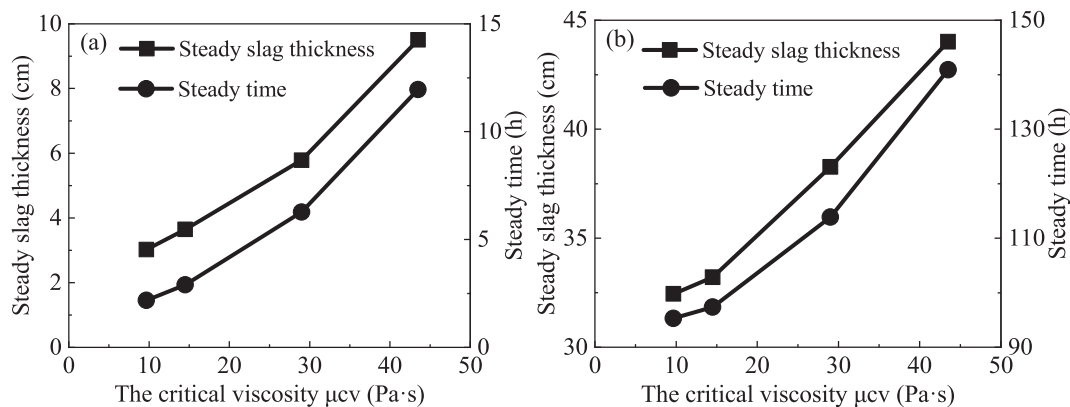 (a)
Steady slag thickness
Steady time
Steady slag thickness (cm)
10
8
6
4
2
0
Steady time (h)
15
10
5
0
0 10 20 30 40 50
The critical viscosity μcv (Pa·s)
(b)
Steady slag thickness
Steady time
Steady slag thickness (cm)
45
40
35
30
Steady time (h)
150
130
110
90
0 10 20 30 40 50
The critical viscosity μcv (Pa·s)